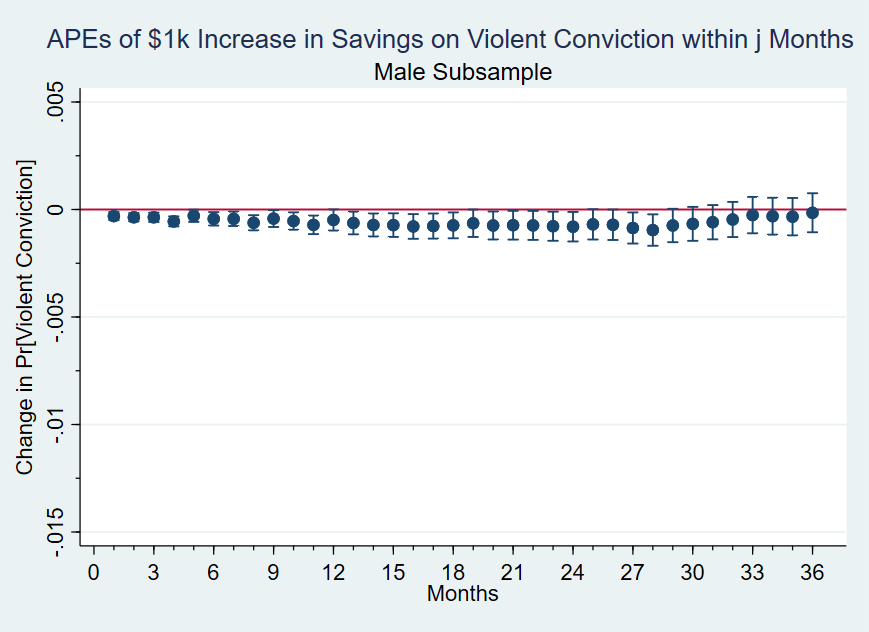 APEs of $1k Increase in Savings on Violent Conviction within j Months
Male Subsample
Change in Pr[Violent Conviction]
.005
0
-.005
-.01
-.015
0 3 6 9 12 15 18 21 24 27 30 33 36
Months